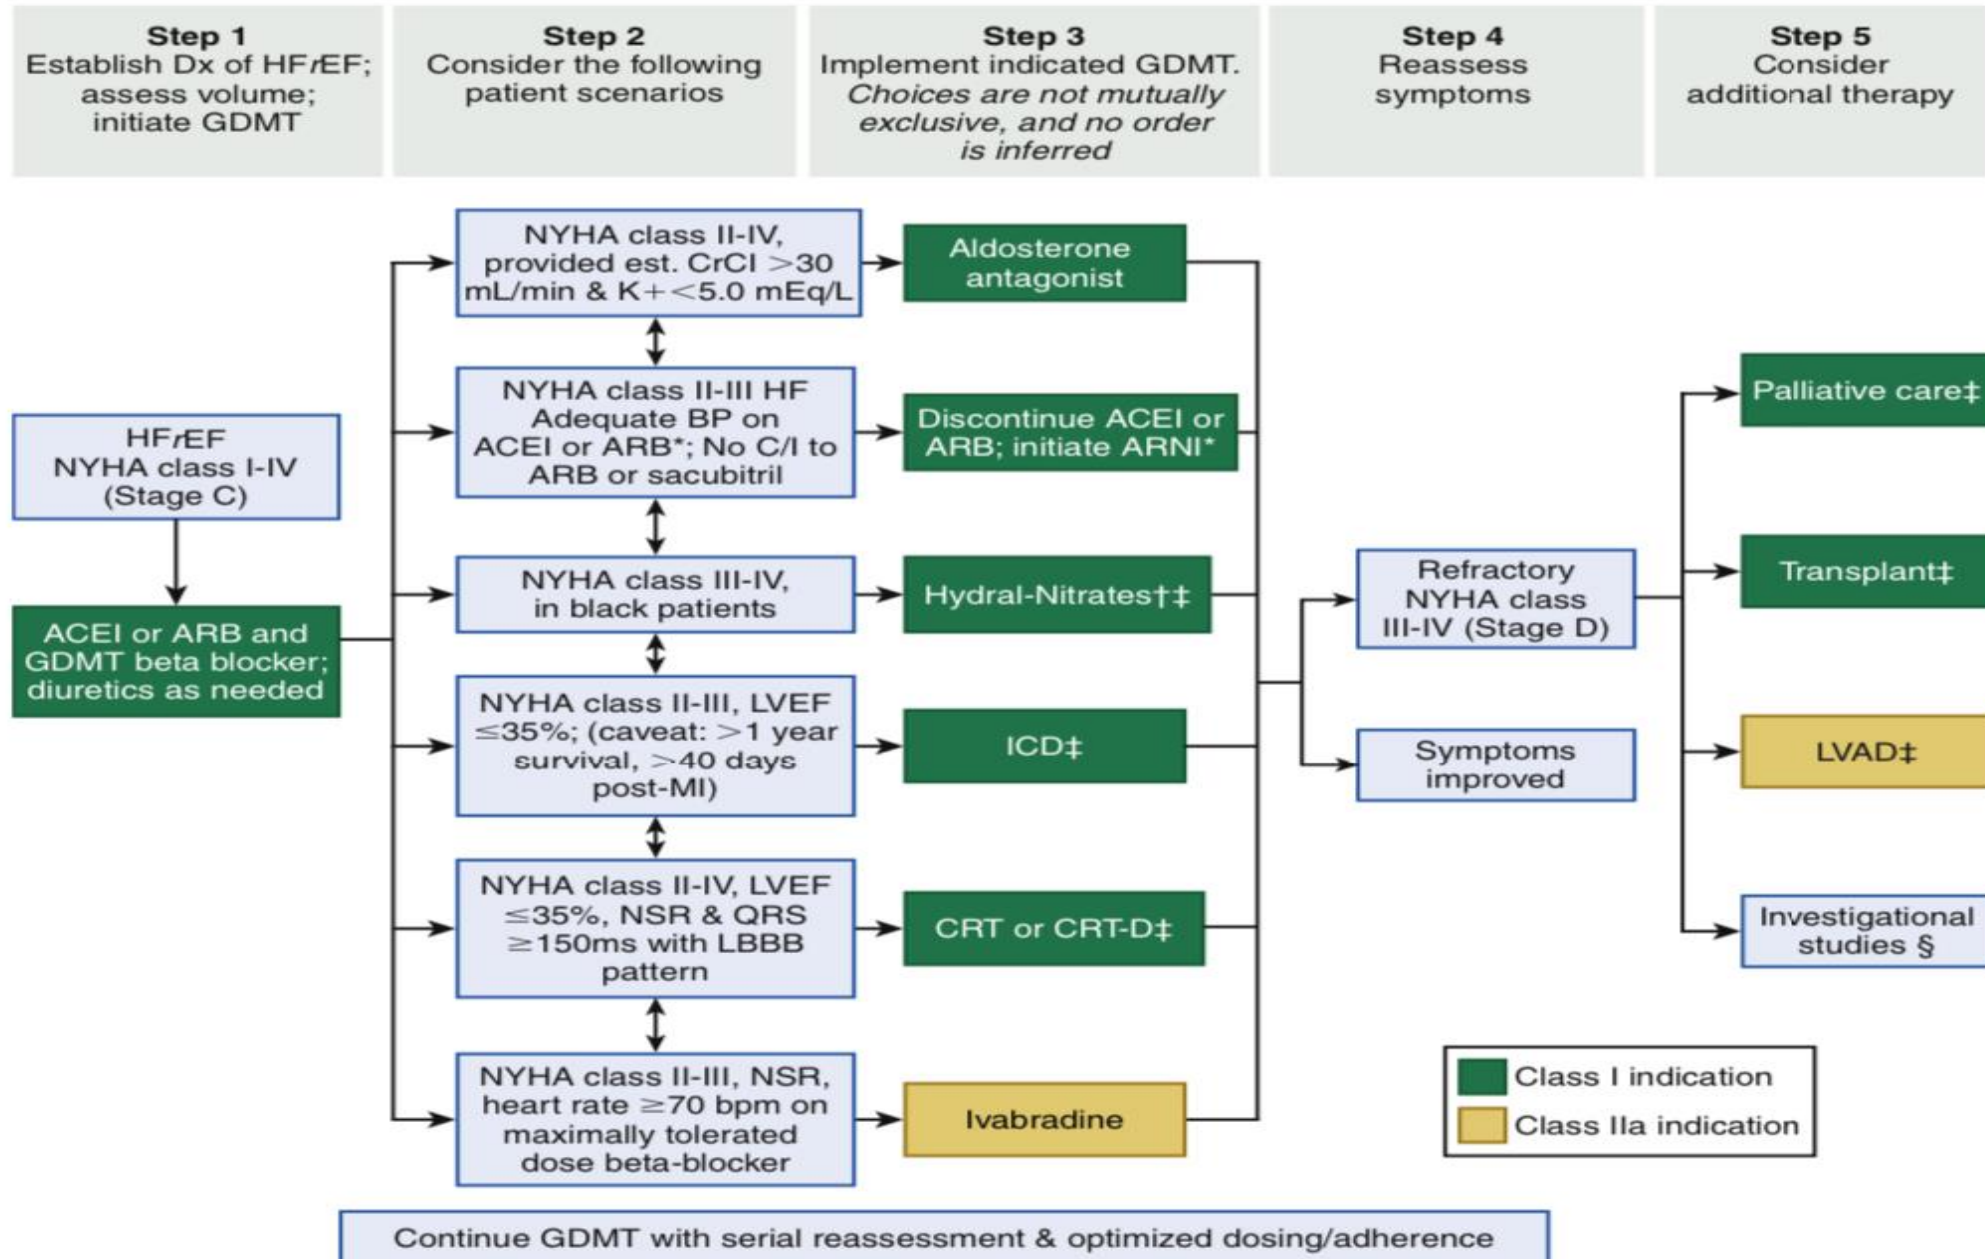 Step 1
Establish Dx of HFrEF;
assess volume;
initiate GDMT
Step 2
Consider the following
patient scenarios
Step 3
Implement indicated GDMT.
Choices are not mutually
exclusive, and no order
is inferred
Step 4
Reassess
symptoms
Step 5
Consider
additional therapy
HFrEF
NYHA class I-IV
(Stage C)
ACEI or ARB and
GDMT beta blocker;
diuretics as needed
NYHA class II-IV,
provided est. CrCl >30
mL/min & K+<5.0 mEq/L
NYHA class II-III HF
Adequate BP on
ACEI or ARB*; No C/I to
ARB or sacubitril
NYHA class III-IV,
in black patients
NYHA class II-III, LVEF
≤35%; (caveat: >1 year
survival, >40 days
post-MI)
NYHA class II-IV, LVEF
≤35%, NSR & QRS
≥150ms with LBBB
pattern
NYHA class II-III, NSR,
heart rate ≥70 bpm on
maximally tolerated
dose beta-blocker
Aldosterone
antagonist
Discontinue ACEI or
ARB; initiate ARNI*
Hydral-Nitrates†‡
ICD‡
CRT or CRT-D‡
Ivabradine
Refractory
NYHA class
III-IV (Stage D)
Symptoms
improved
Palliative care‡
Transplant‡
LVAD‡
Investigational
studies §
Class I indication
Class IIa indication
Continue GDMT with serial reassessment & optimized dosing/adherence